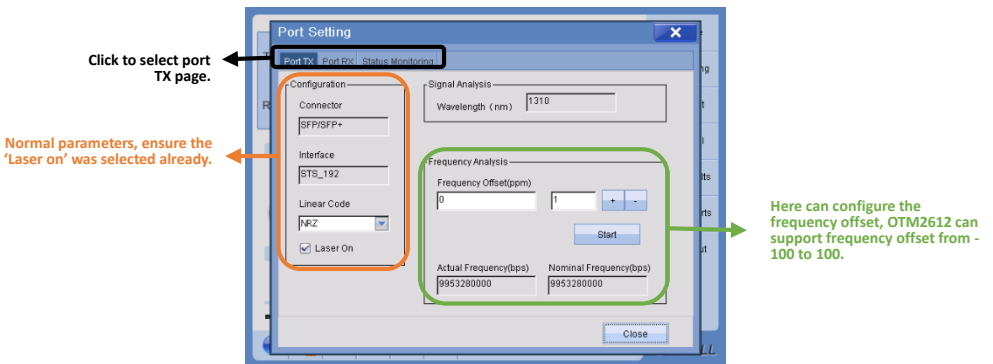 Port Setting
Click to select port
TX page.
Port TX Port RX Status Monitoring
Configuration
Connector
SFP/SFP+
Interface
STS_192
Linear Code
NRZ
Laser On
Signal Analysis
Wavelength (nm)
1310
Normal parameters, ensure the
‘Laser on’ was selected already.
Frequency Analysis
Frequency Offset(ppm)
0
1
+ -
Start
Actual Frequency(bps) Nominal Frequency(bps)
9953280000 9953280000
Here can configure the
frequency offset, OTM2612 can
support frequency offset from -
100 to 100.
Close